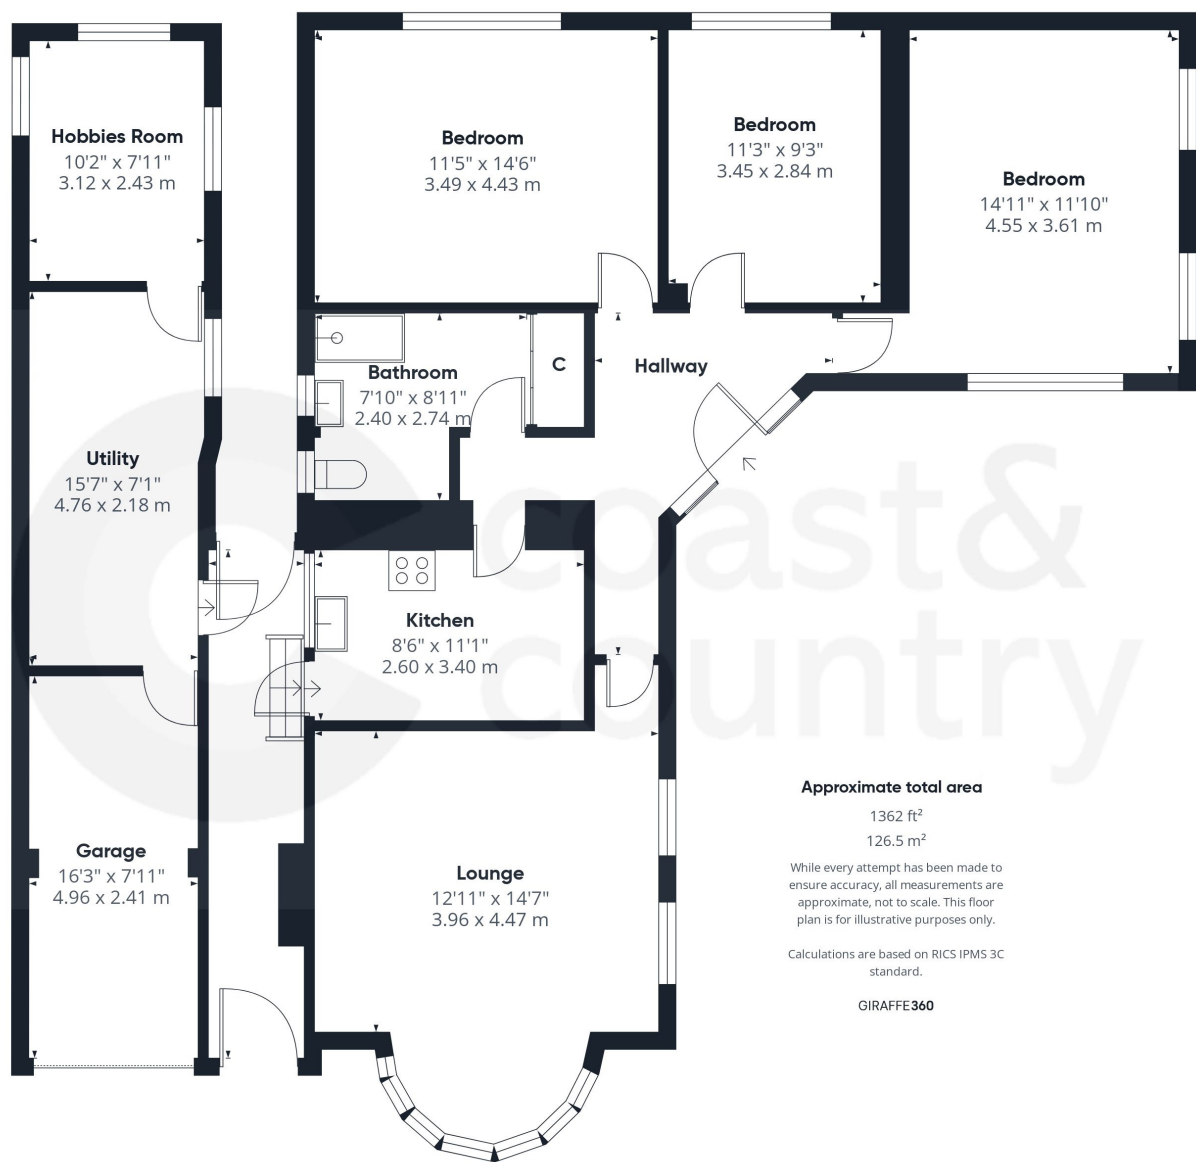 Hobbies Room
10'2" x 7'11"
3.12 x 2.43 m
Bedroom
11'5" x 14'6"
3.49 x 4.43 m
Bedroom
11'3" x 9'3"
3.45 x 2.84 m
Bedroom
14'11" x 11'10"
4.55 x 3.61 m
Bathroom
7'10" x 8'11"
2.40 x 2.74 m
C
Hallway
Utility
15'7" x 7'1"
4.76 x 2.18 m
Kitchen
8'6" x 11'1"
2.60 x 3.40 m
Garage
16'3" x 7'11"
4.96 x 2.41 m
Lounge
12'11" x 14'7"
3.96 x 4.47 m
coast &
country
Approximate total area
1362 ft²
126.5 m²
While every attempt has been made to
ensure accuracy, all measurements are
approximate, not to scale. This floor
plan is for illustrative purposes only.
Calculations are based on RICS IPMS 3C
standard.
GIRAFFE360